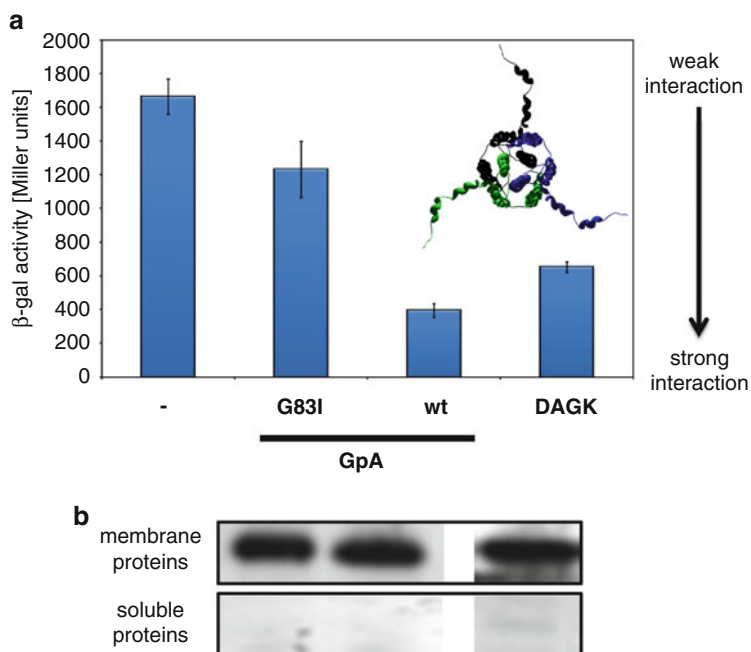 a
2000
1800
1600
1400
1200
1000
800
600
400
200
0
β-gal activity [Miller units]
weak
interaction
strong
interaction
-
G83I
wt
DAGK
GpA
b
membrane
proteins
soluble
proteins